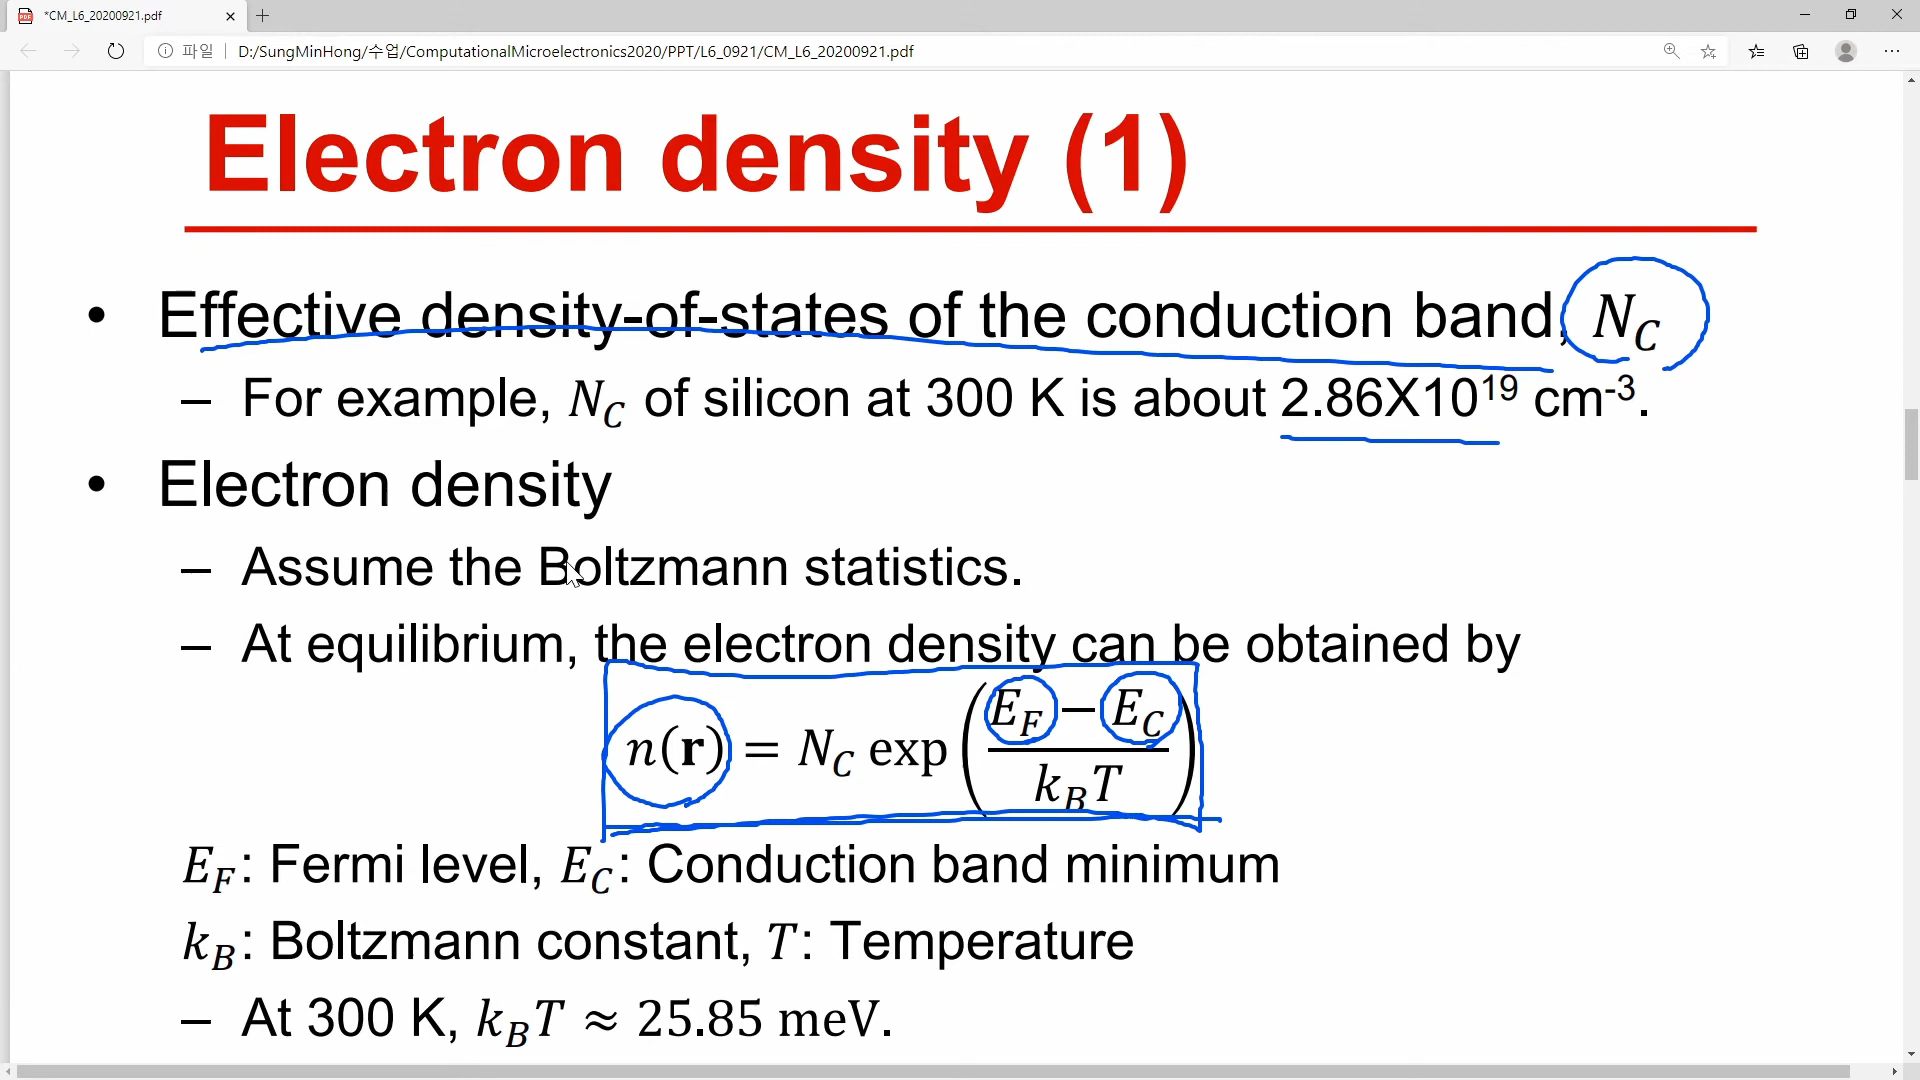 *CM_L6_20200921.pdf
파일 D:/SungMinHong/수업/ComputationalMicroelectronics2020/PPT/L6_0921/CM_L6_20200921.pdf
Electron density (1)
• Effective density-of-states of the conduction band, N_C
– For example, N_C of silicon at 300 K is about 2.86X10¹⁹ cm⁻³.
• Electron density
– Assume the Boltzmann statistics.
– At equilibrium, the electron density can be obtained by
n(𝐫) = N_C exp((E_F − E_C)/(k_B T))
E_F: Fermi level, E_C: Conduction band minimum
k_B: Boltzmann constant, T: Temperature
– At 300 K, k_B T ≈ 25.85 meV.